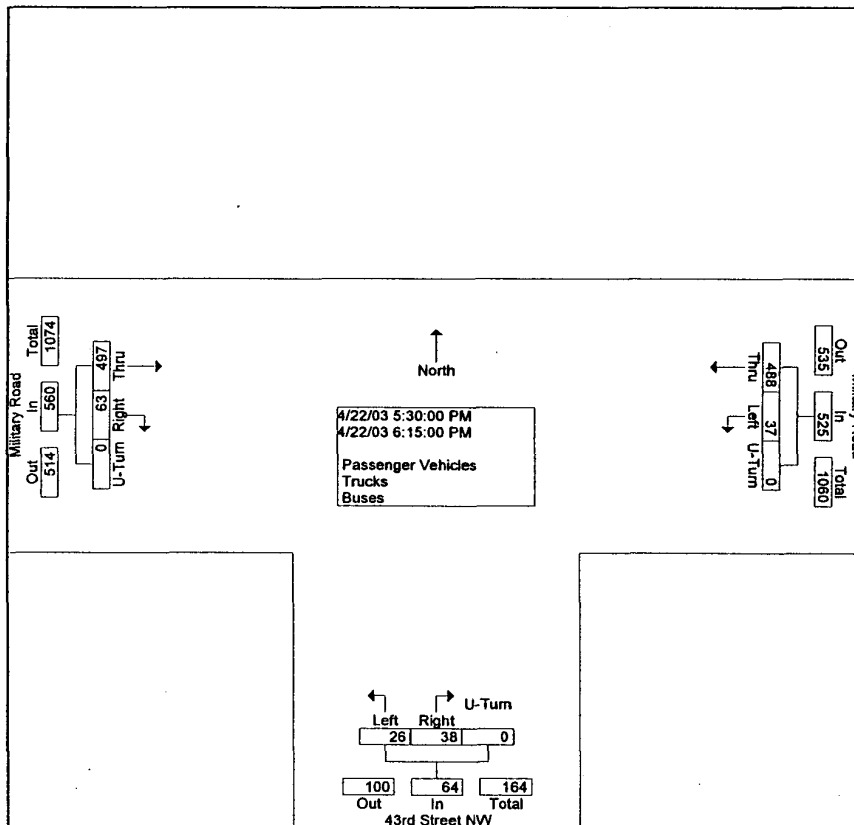 North
4/22/03 5:30:00 PM
4/22/03 6:15:00 PM
Passenger Vehicles
Trucks
Buses
Military Road
Out In Total
514 560 1074
U-Turn Right Thru
0 63 497
Out In Total
535 525 1060
Thru Left U-Turn
488 37 0
Left Right U-Turn
26 38 0
100 64 164
Out In Total
43rd Street NW